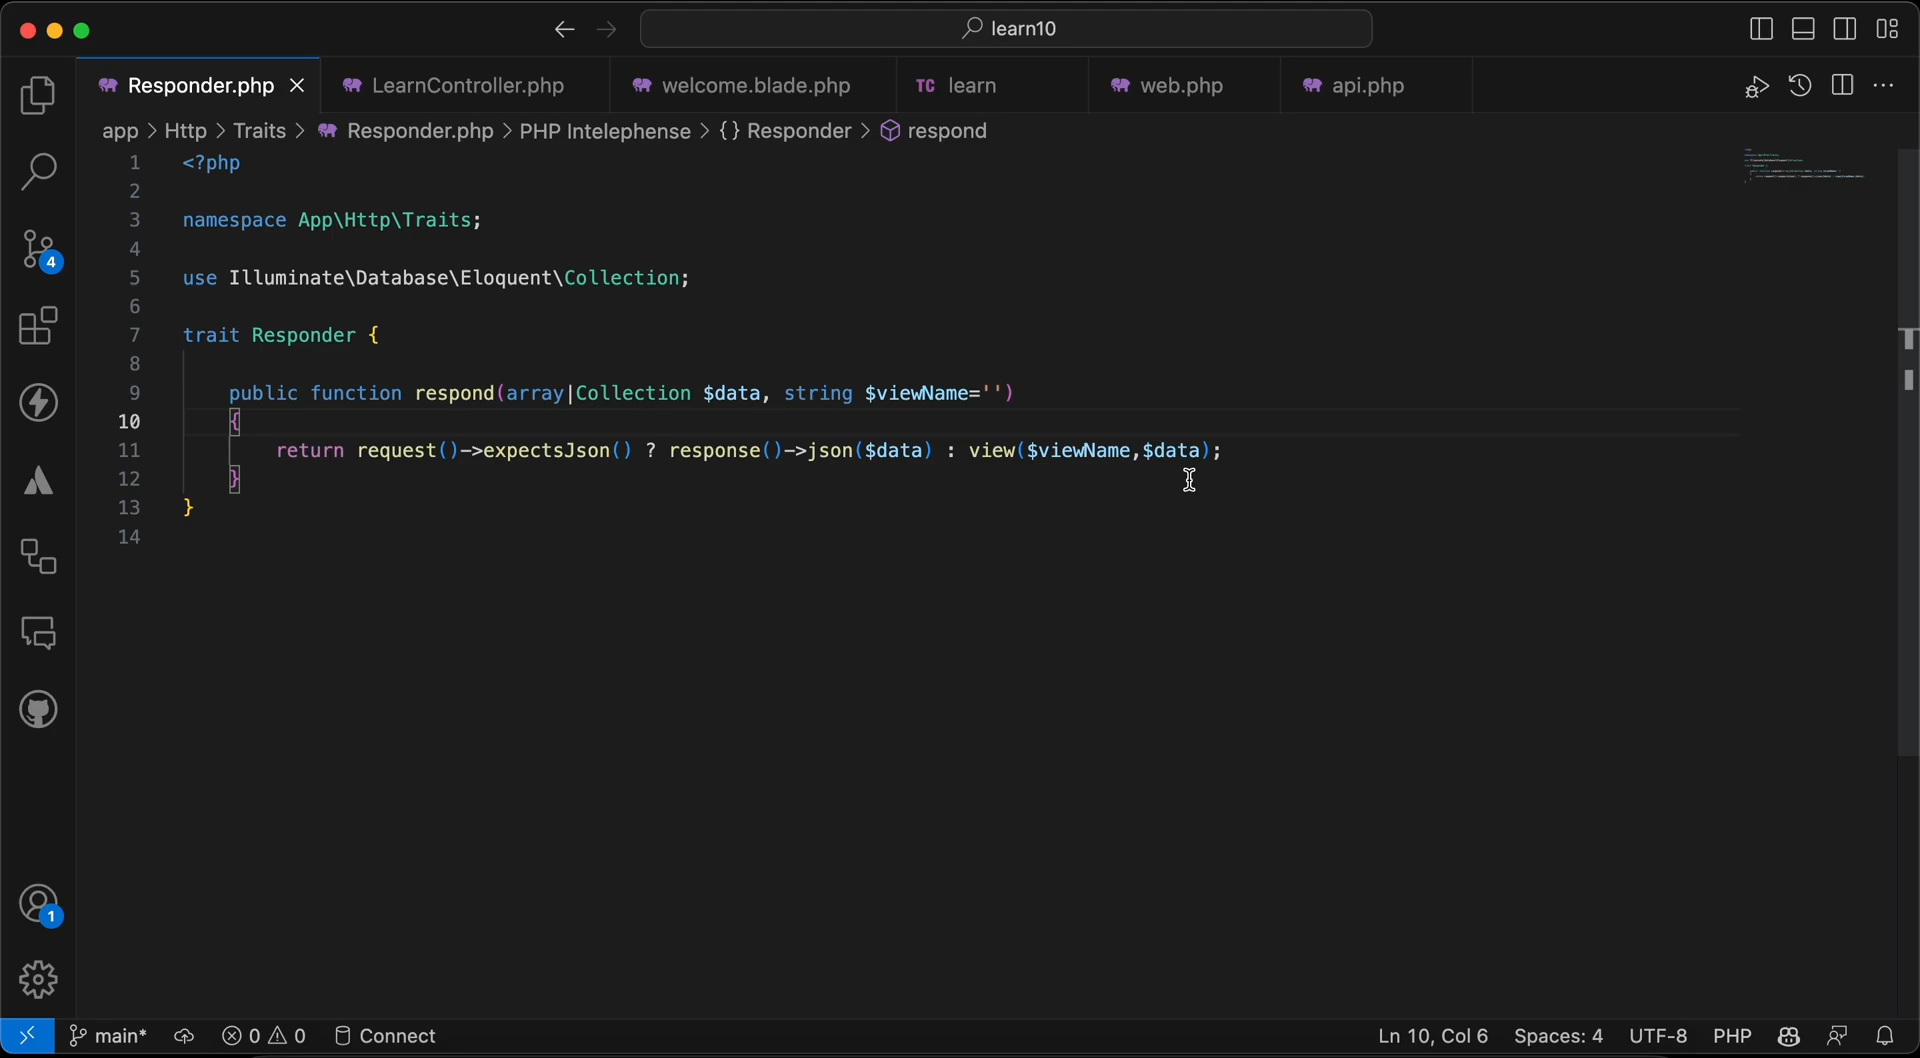 learn10
Responder.php LearnController.php welcome.blade.php TC learn web.php api.php
app > Http > Traits > Responder.php > PHP Intelephense > {} Responder > respond
1 <?php
2
3 namespace App\Http\Traits;
4
5 use Illuminate\Database\Eloquent\Collection;
6
7 trait Responder {
8
9 public function respond(array|Collection $data, string $viewName='')
10 {
11 return request()->expectsJson() ? response()->json($data) : view($viewName,$data);
12 }
13 }
14
4
1
main* 0 0 Connect Ln 10, Col 6 Spaces: 4 UTF-8 PHP